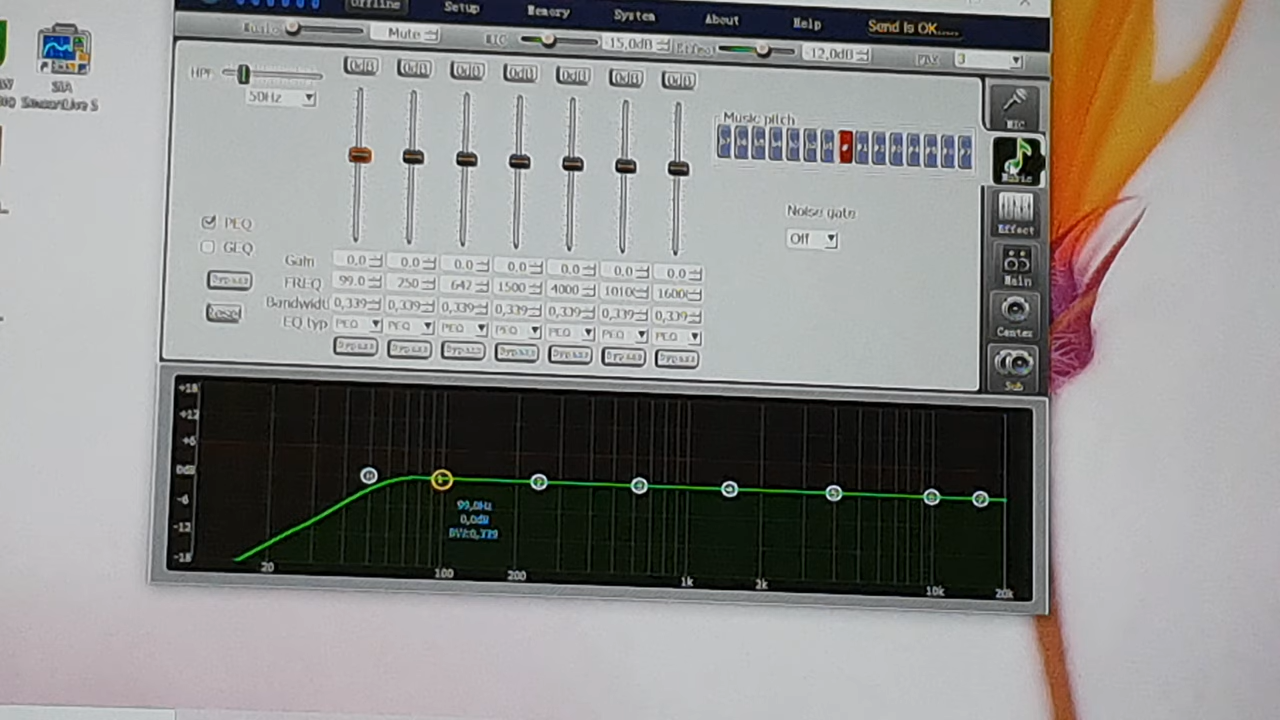 Offline Setup Memory System About Help Send is OK.....
Music Mute MIC 15,0dB Effect 12,0dB 3
HPF 0dB 0dB 0dB 0dB 0dB 0dB 0dB
50Hz
Music pitch
MIC
Music
Noise gate
Off
Effect
PEQ
GEQ
Main
Gain 0.0 0.0 0.0 0.0 0.0 0.0 0.0
FREQ 99.0 250 642 1500 4000 1010 1600
Bypass
Bandwidt 0,339 0,339 0,339 0,339 0,339 0,339 0,339
Reset
EQ typ PEQ PEQ PEQ PEQ PEQ PEQ PEQ
Bypass Bypass Bypass Bypass Bypass Bypass Bypass
Center
Sub
+18
+12
+6
0dB
-6
-12
-18
99,0Hz
0,0dB
BW:0,339
20 100 200 1k 2k 10k 20k
SIA
SmaartLive 5